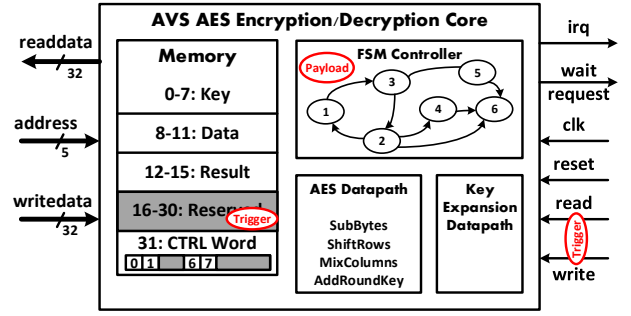 AVS AES Encryption/Decryption Core
readdata
32
address
5
writedata
32
Memory
0-7: Key
8-11: Data
12-15: Result
16-30: Reserved
Trigger
31: CTRL Word
0 1 6 7
FSM Controller
Payload
1
2
3
4
5
6
AES Datapath
SubBytes
ShiftRows
MixColumns
AddRoundKey
Key
Expansion
Datapath
irq
wait
request
clk
reset
read
Trigger
write